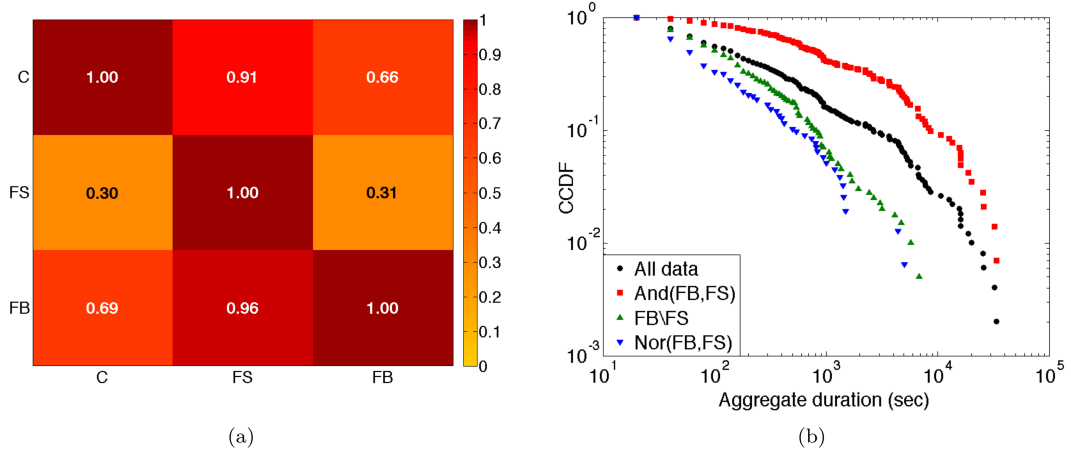 C 1.00 0.91 0.66
FS 0.30 1.00 0.31
FB 0.69 0.96 1.00
C FS FB
1
0.9
0.8
0.7
0.6
0.5
0.4
0.3
0.2
0.1
0
(a)
CCDF
10^0
10^-1
10^-2
10^-3
All data
And(FB,FS)
FB\FS
Nor(FB,FS)
10^1 10^2 10^3 10^4 10^5
Aggregate duration (sec)
(b)